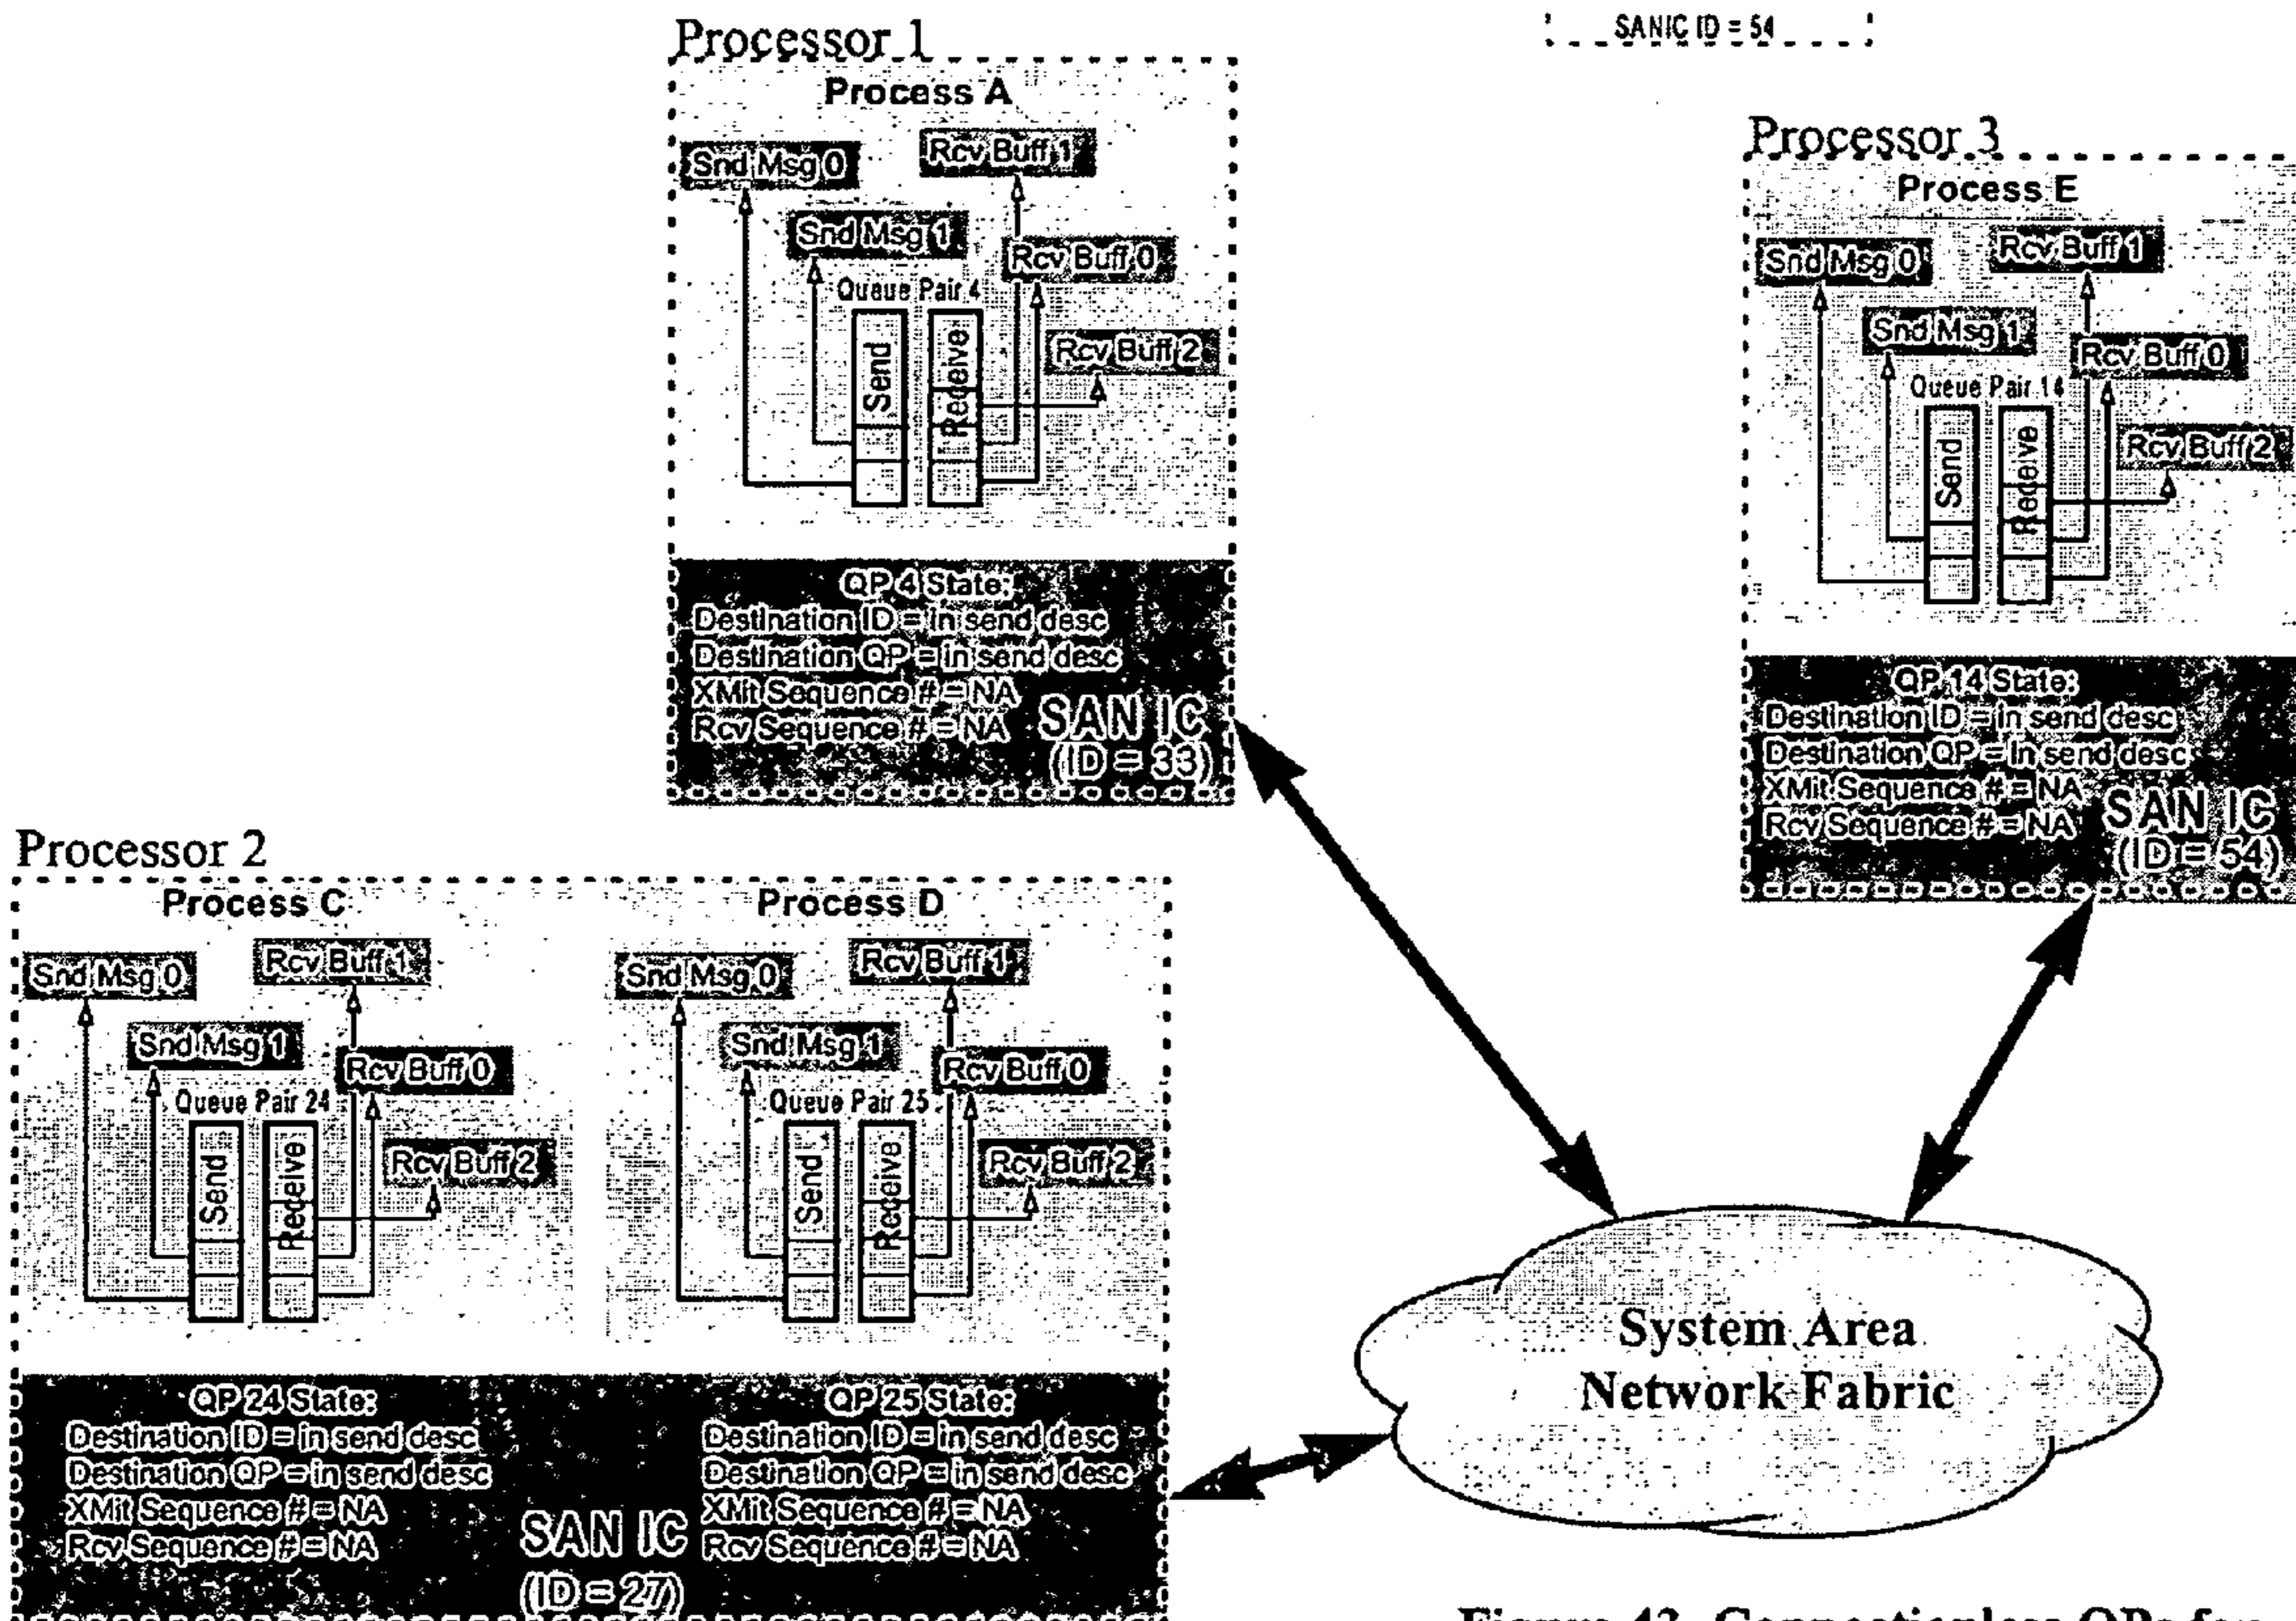 SANIC ID = 54
Processor 1
Process A
Snd Msg 0
Rcv Buff 1
Snd Msg 1
Rcv Buff 0
Queue Pair 4
Rcv Buff 2
Send
Receive
QP 4 State:
Destination ID = in send desc
Destination QP = in send desc
XMit Sequence # = NA
Rcv Sequence # = NA
SAN IC
(ID = 33)
Processor 3
Process E
Snd Msg 0
Rcv Buff 1
Snd Msg 1
Rcv Buff 0
Queue Pair 14
Rcv Buff 2
Send
Receive
QP 14 State:
Destination ID = in send desc
Destination QP = in send desc
XMit Sequence # = NA
Rcv Sequence # = NA
SAN IC
(ID = 54)
Processor 2
Process C
Snd Msg 0
Rcv Buff 1
Snd Msg 1
Rcv Buff 0
Queue Pair 24
Rcv Buff 2
Send
Receive
QP 24 State:
Destination ID = in send desc
Destination QP = in send desc
XMit Sequence # = NA
Rcv Sequence # = NA
Process D
Snd Msg 0
Rcv Buff 1
Snd Msg 1
Rcv Buff 0
Queue Pair 25
Rcv Buff 2
Send
Receive
QP 25 State:
Destination ID = in send desc
Destination QP = in send desc
XMit Sequence # = NA
Rcv Sequence # = NA
SAN IC
(ID = 27)
System Area
Network Fabric
Figure 43 Connectionless QPs for